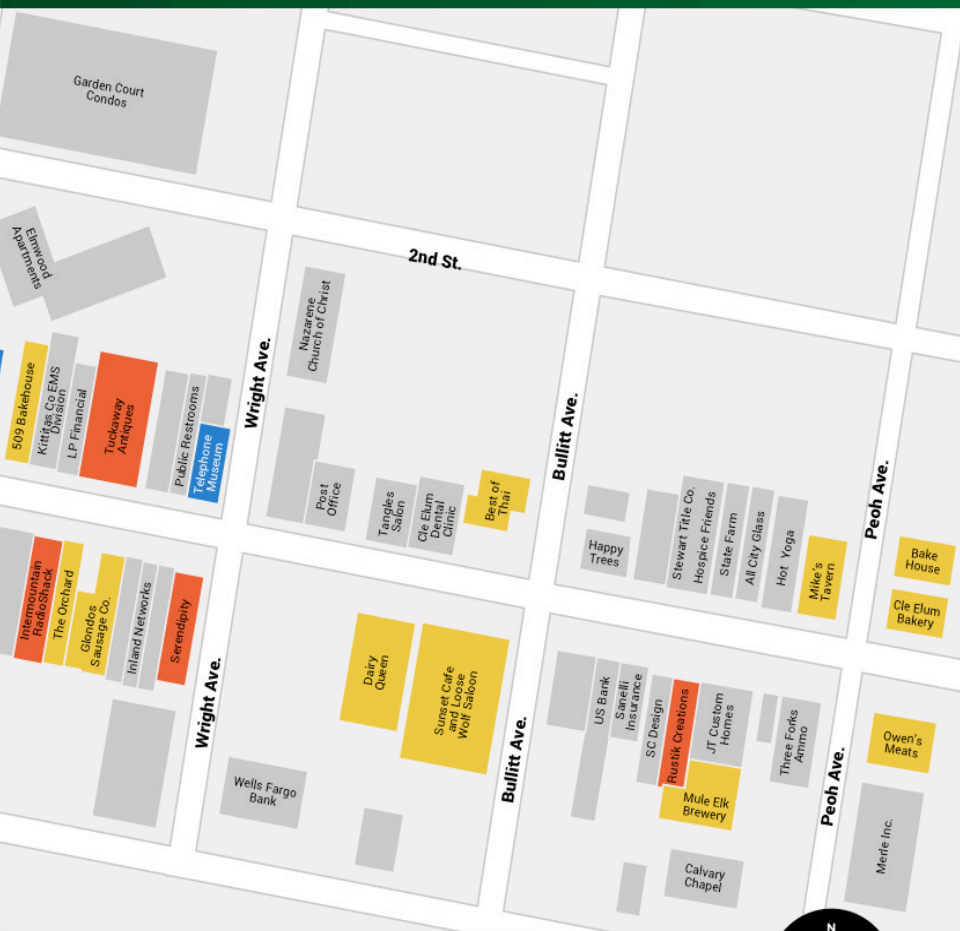 Garden Court
Condos
Elmwood
Apartments
2nd St.
Nazarene
Church of Christ
Wright Ave.
Bullitt Ave.
Peoh Ave.
509 Bakehouse
Kittitas Co EMS
Division
LP Financial
Tuckaway
Antiques
Public Restrooms
Telephone
Museum
Post
Office
Tangles
Salon
Cle Elum
Dental
Clinic
Best of
Thai
Happy
Trees
Stewart Title Co.
Hospice Friends
State Farm
All City Glass
Hot Yoga
Mike's
Tavern
Bake
House
Cle Elum
Bakery
Intermountain
RadioShack
The Orchard
Glondos
Sausage Co.
Inland Networks
Serendipity
Wright Ave.
Dairy
Queen
Sunset Cafe
and Loose
Wolf Saloon
Wells Fargo
Bank
Bullitt Ave.
US Bank
Sanelli
Insurance
SC Design
Rustik Creations
JT Custom
Homes
Mule Elk
Brewery
Three Forks
Ammo
Calvary
Chapel
Peoh Ave.
Owen's
Meats
Merle Inc.
N